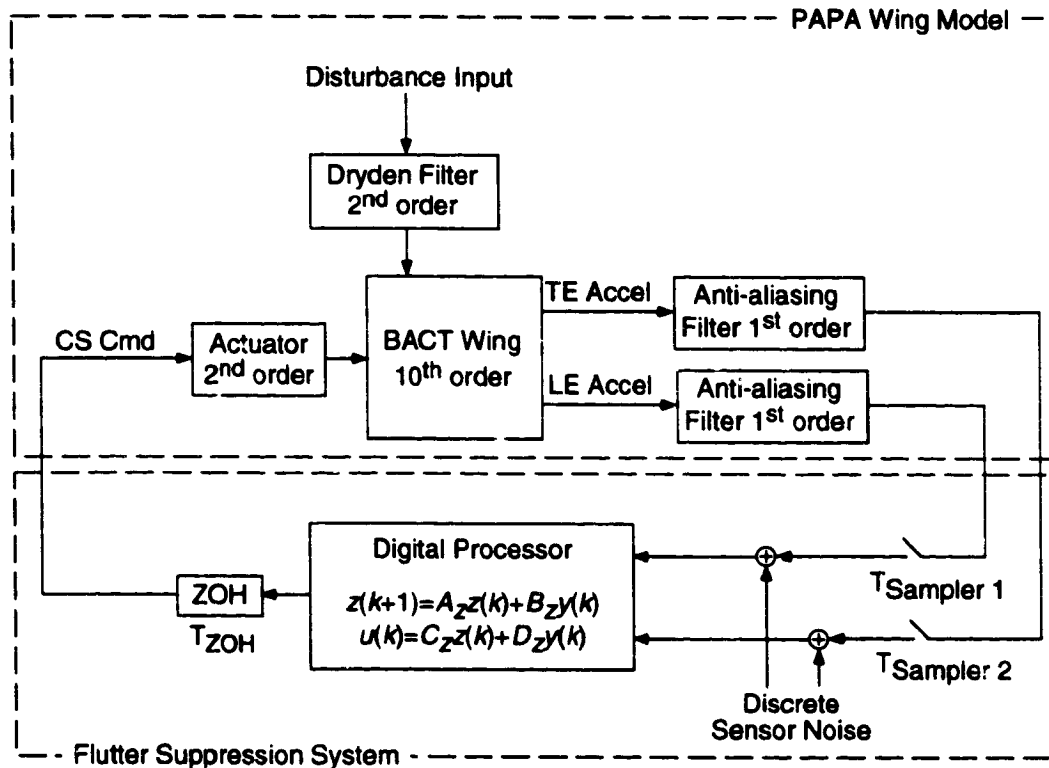 PAPA Wing Model
Disturbance Input
Dryden Filter
2nd order
TE Accel
Anti-aliasing
Filter 1st order
CS Cmd
Actuator
2nd order
BACT Wing
10th order
LE Accel
Anti-aliasing
Filter 1st order
Digital Processor
z(k+1)=A_z z(k)+B_z y(k)
u(k)=C_z z(k)+D_z y(k)
ZOH
T_ZOH
T_Sampler 1
T_Sampler 2
Discrete
Sensor Noise
Flutter Suppression System